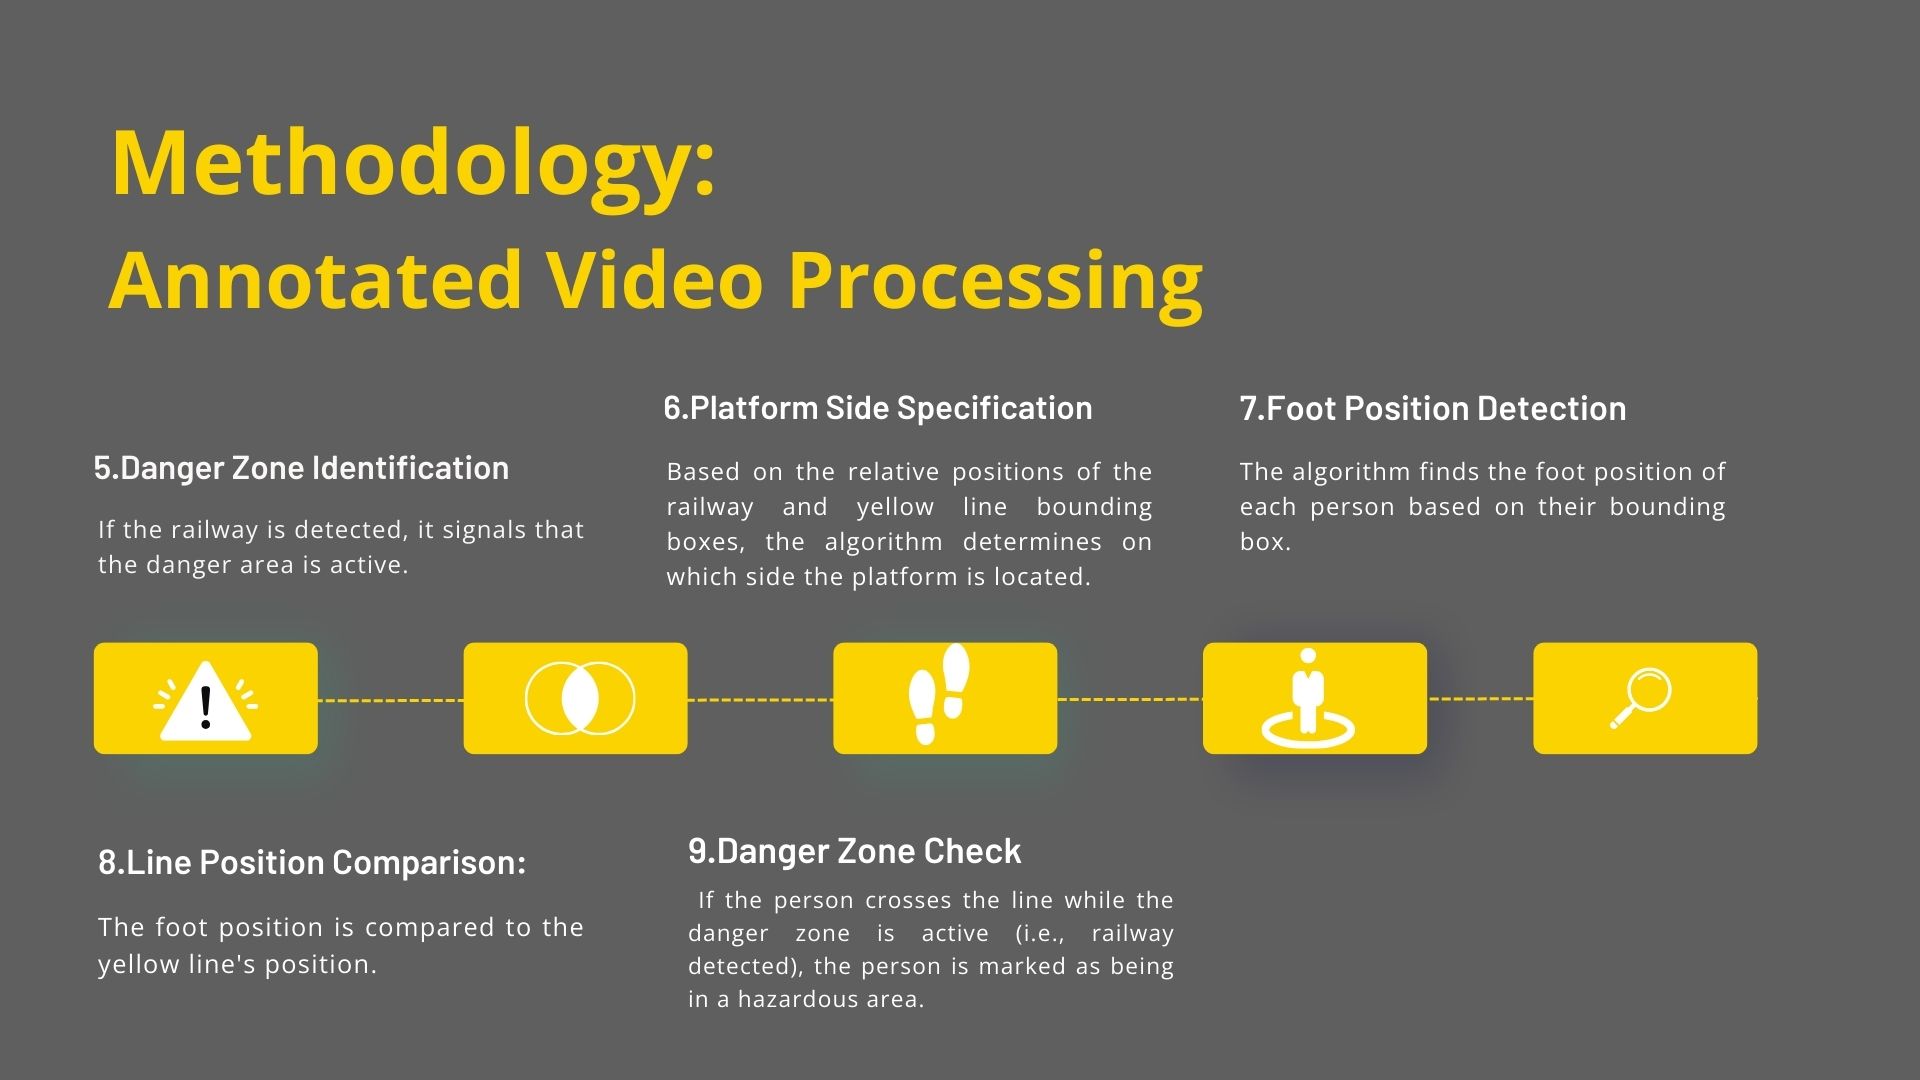 Methodology:
Annotated Video Processing
5.Danger Zone Identification
If the railway is detected, it signals that
the danger area is active.
6.Platform Side Specification
Based on the relative positions of the
railway and yellow line bounding
boxes, the algorithm determines on
which side the platform is located.
7.Foot Position Detection
The algorithm finds the foot position of
each person based on their bounding
box.
8.Line Position Comparison:
The foot position is compared to the
yellow line's position.
9.Danger Zone Check
If the person crosses the line while the
danger zone is active (i.e., railway
detected), the person is marked as being
in a hazardous area.